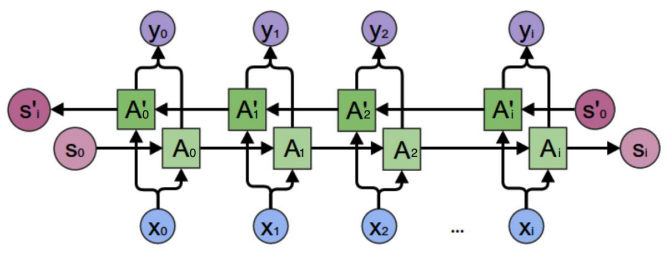 y₀ y₁ y₂ yᵢ
s'ᵢ A'₀ A'₁ A'₂ A'ᵢ s'₀
s₀ A₀ A₁ A₂ Aᵢ sᵢ
x₀ x₁ x₂ ... xᵢ